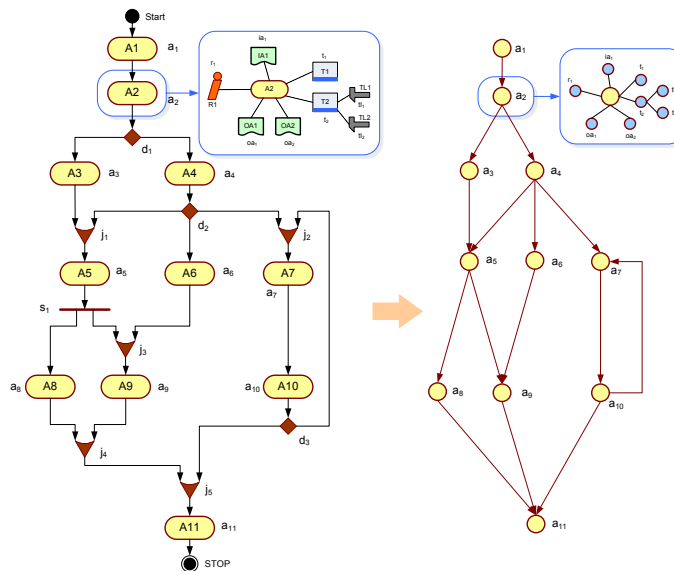 Start
A1 a₁
A2 a₂
ia₁
IA1
r₁
R1
A2
t₁
T1
T2
t₂
TL1
tl₁
TL2
tl₂
OA1
oa₁
OA2
oa₂
d₁
A3 a₃
A4 a₄
j₁
d₂
j₂
A5 a₅
A6 a₆
A7
a₇
s₁
j₃
a₈ A8
A9 a₉
a₁₀ A10
j₄
d₃
j₅
A11 a₁₁
STOP
a₁
a₂
r₁
ia₁
t₁
t₂
t
t
oa₁
oa₂
a₃
a₄
a₅
a₆
a₇
a₈
a₉
a₁₀
a₁₁